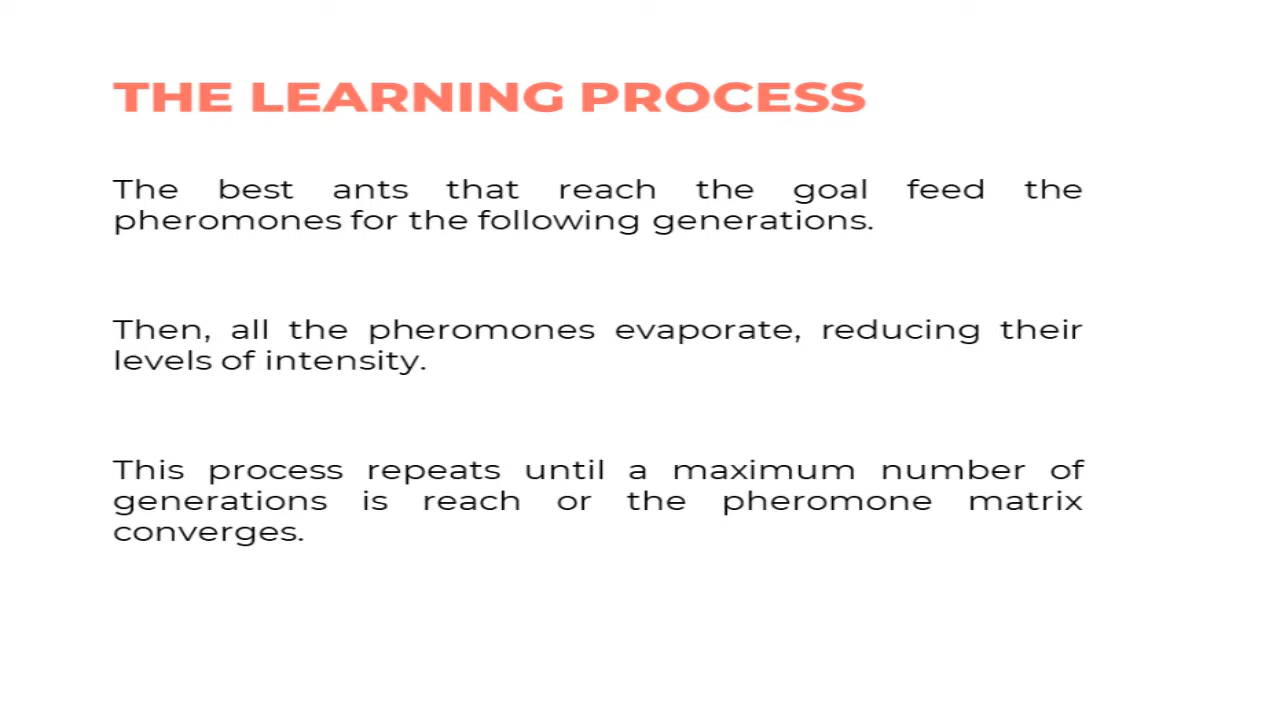 THE LEARNING PROCESS
The best ants that reach the goal feed the
pheromones for the following generations.
Then, all the pheromones evaporate, reducing their
levels of intensity.
This process repeats until a maximum number of
generations is reach or the pheromone matrix
converges.